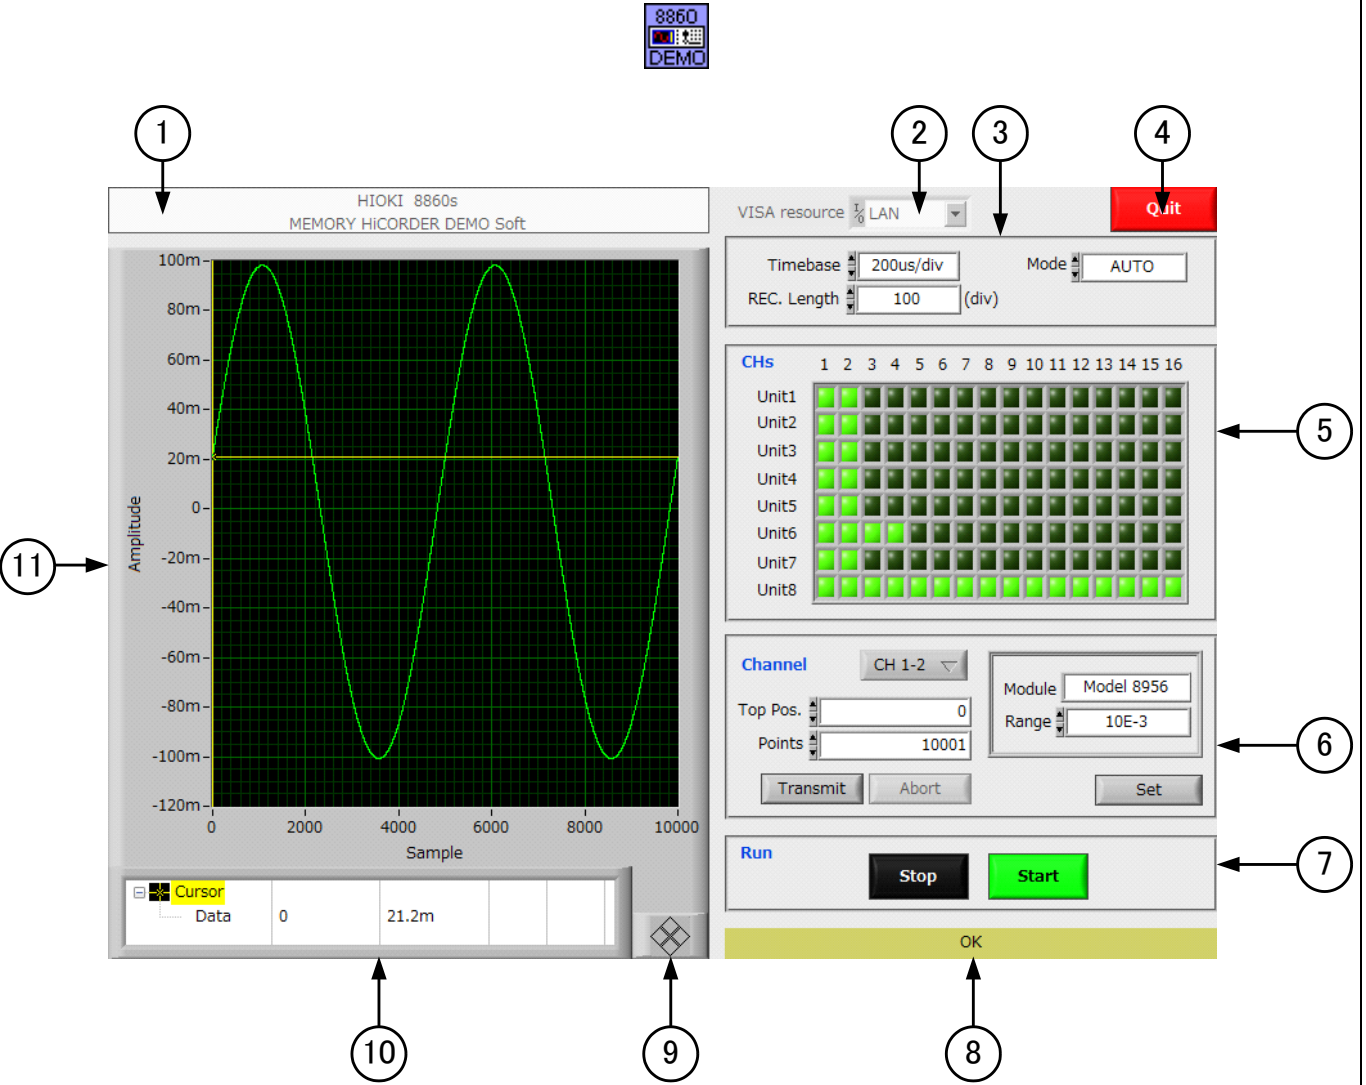 8860
DEMO
1
2
3
4
HIOKI 8860s
MEMORY HiCORDER DEMO Soft
VISA resource I/0 LAN
Quit
Timebase 200us/div
Mode AUTO
REC. Length 100 (div)
CHs 1 2 3 4 5 6 7 8 9 10 11 12 13 14 15 16
Unit1
Unit2
Unit3
Unit4
Unit5
Unit6
Unit7
Unit8
5
Channel CH 1-2
Top Pos. 0
Points 10001
Module Model 8956
Range 10E-3
Transmit Abort Set
6
Run Stop Start
7
OK
8
100m
80m
60m
40m
20m
0
-20m
-40m
-60m
-80m
-100m
-120m
Amplitude
11
0 2000 4000 6000 8000 10000
Sample
Cursor
Data 0 21.2m
10
9